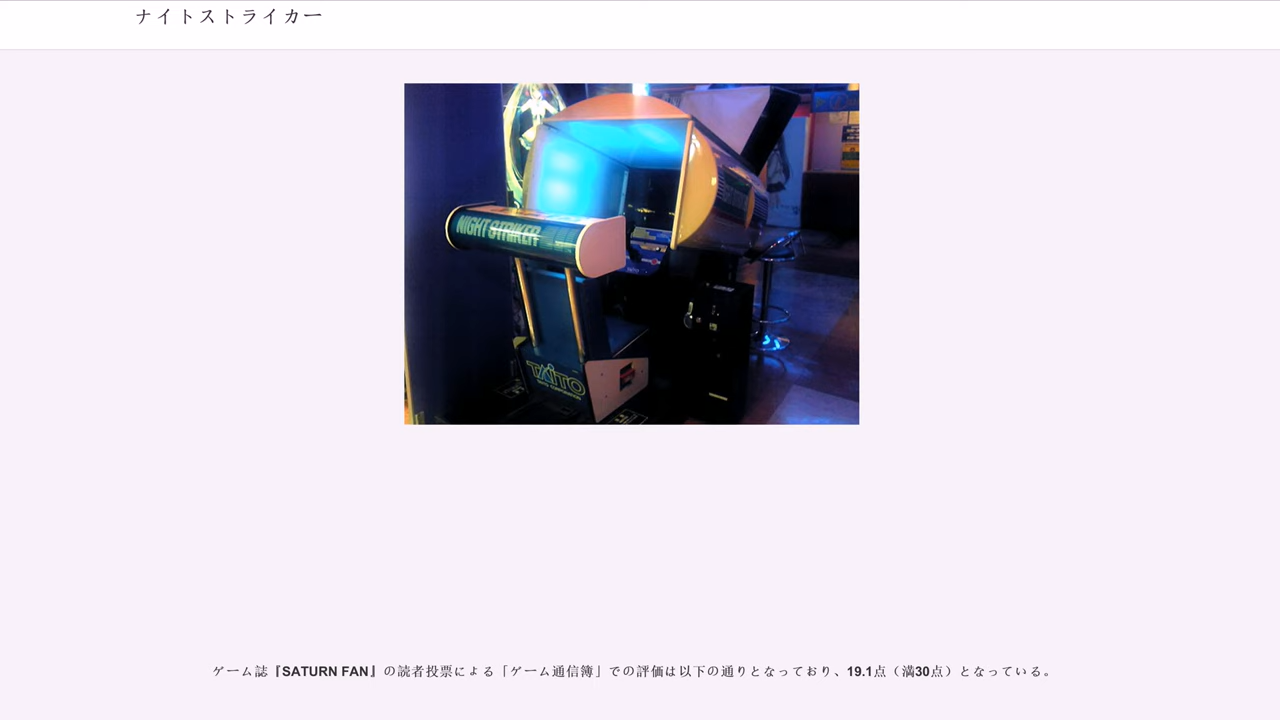 ナイトストライカー
NIGHT STRIKER
TAITO
TAITO CORPORATION
ゲーム誌『SATURN FAN』の読者投票による「ゲーム通信簿」での評価は以下の通りとなっており、19.1点（満30点）となっている。